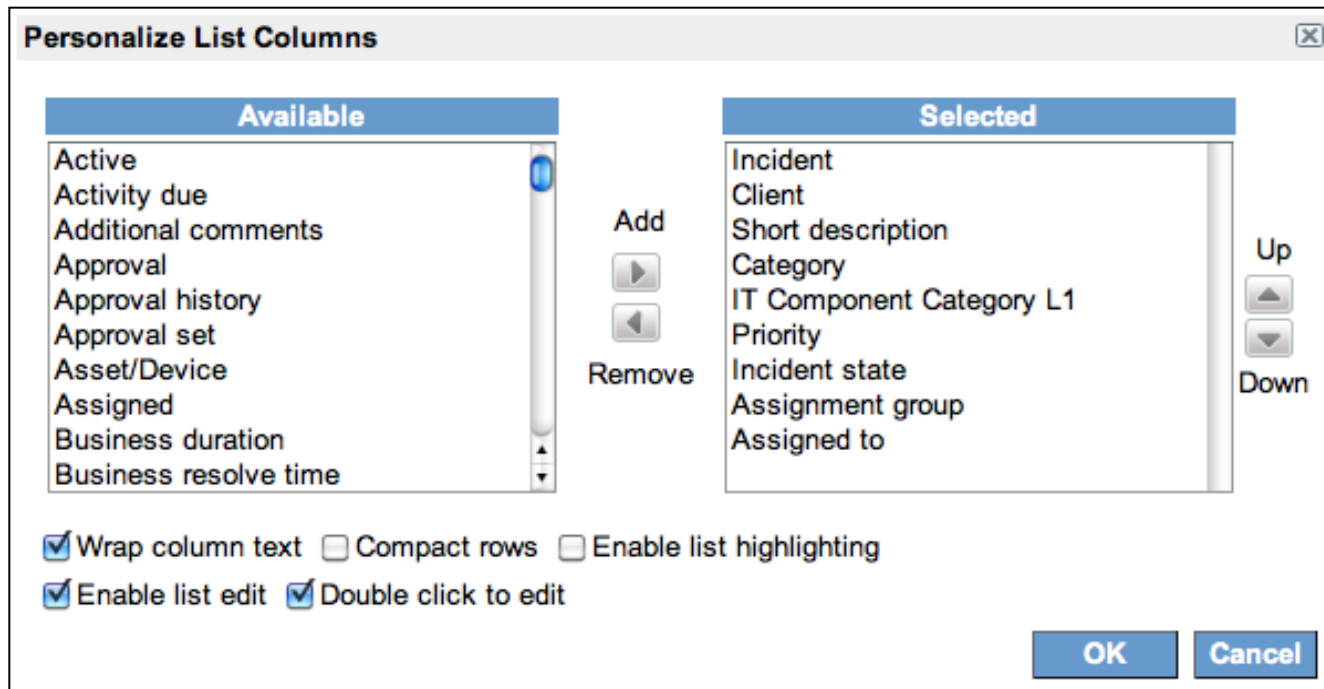 Personalize List Columns
Available
Active
Activity due
Additional comments
Approval
Approval history
Approval set
Asset/Device
Assigned
Business duration
Business resolve time
Add
Remove
Selected
Incident
Client
Short description
Category
IT Component Category L1
Priority
Incident state
Assignment group
Assigned to
Up
Down
Wrap column text Compact rows Enable list highlighting
Enable list edit Double click to edit
OK Cancel